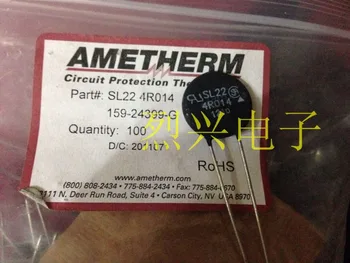 AMETHERM
Circuit Protection The
Part#: SL22 4R014
159-24399-G
Quantity: 100
D/C:
RoHS
www.ametherm.com
(800) 808-2434 • 775-884-2434 • Fax: 775-884-0670
3111 N. Deer Run Road, Suite 4 • Carson City, NV USA 8970
SL22
4R014
烈兴电子